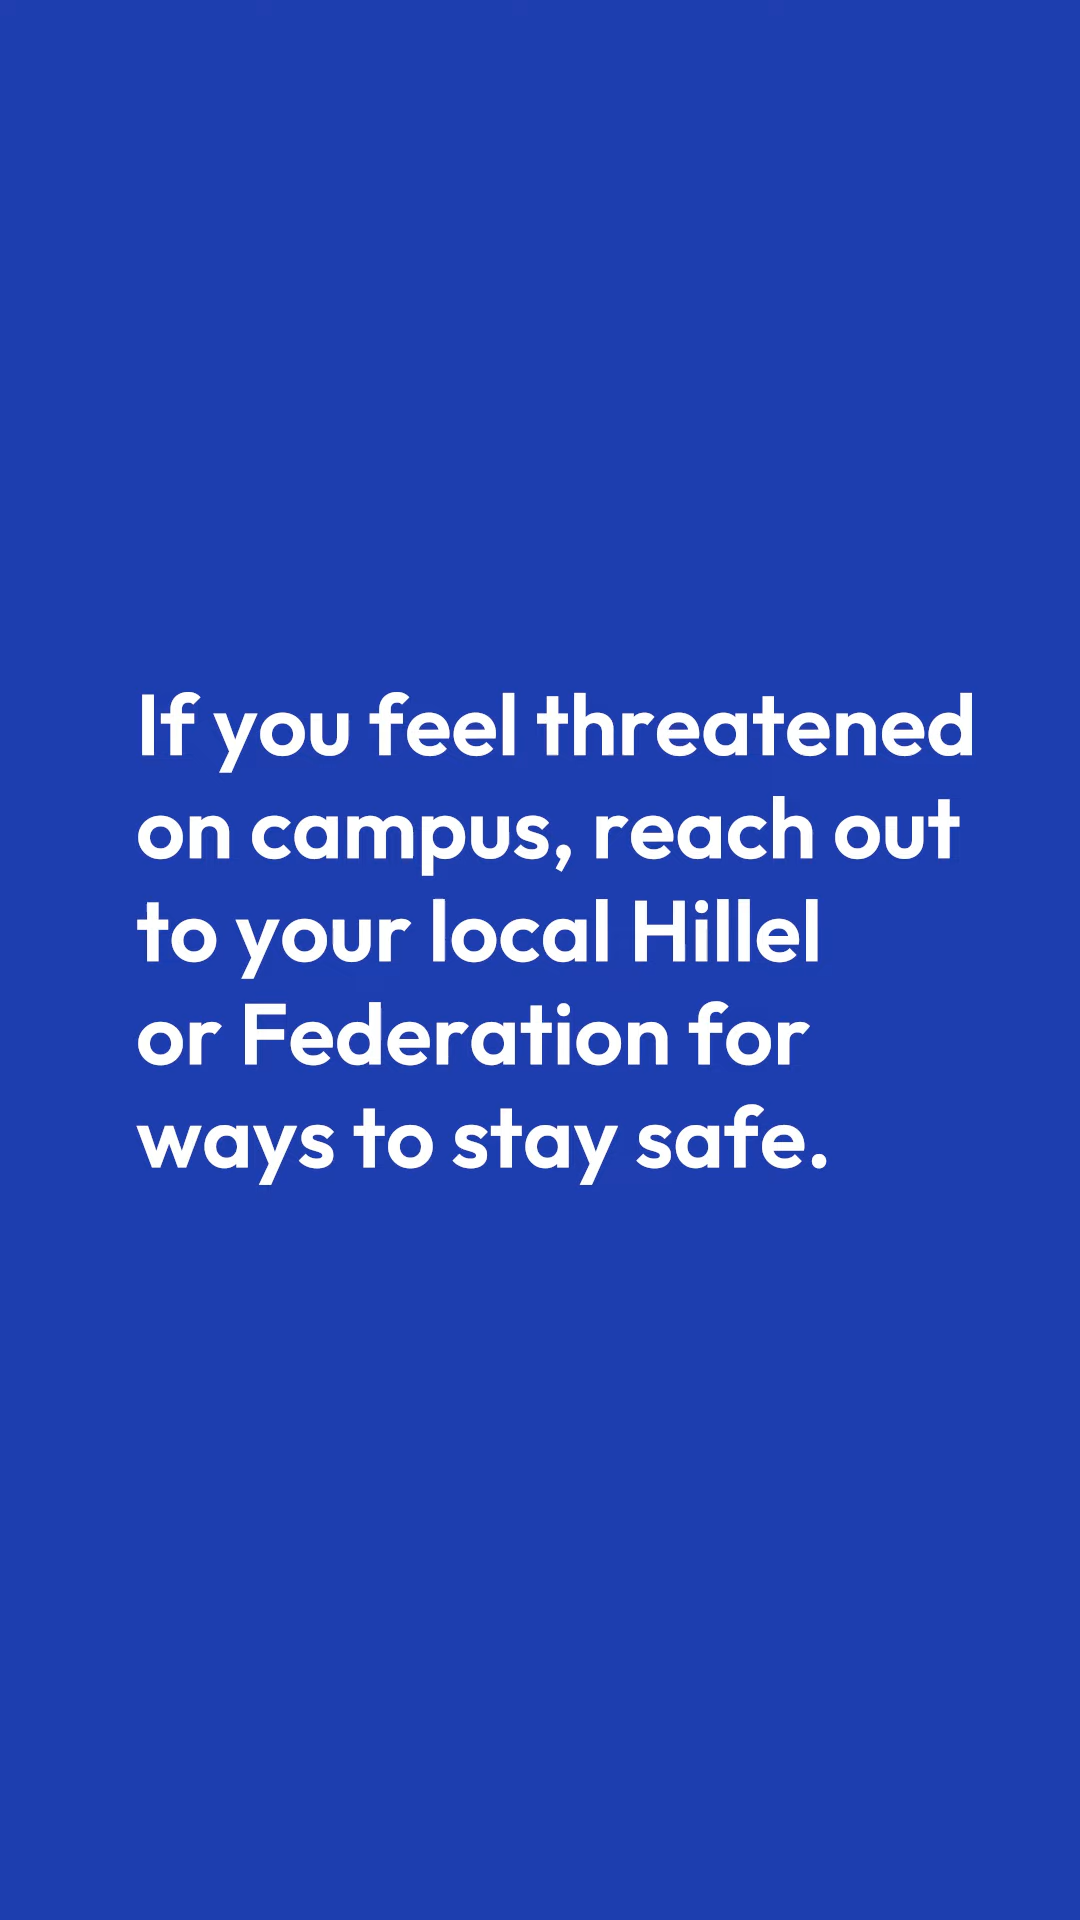 If you feel threatened
on campus, reach out
to your local Hillel
or Federation for
ways to stay safe.